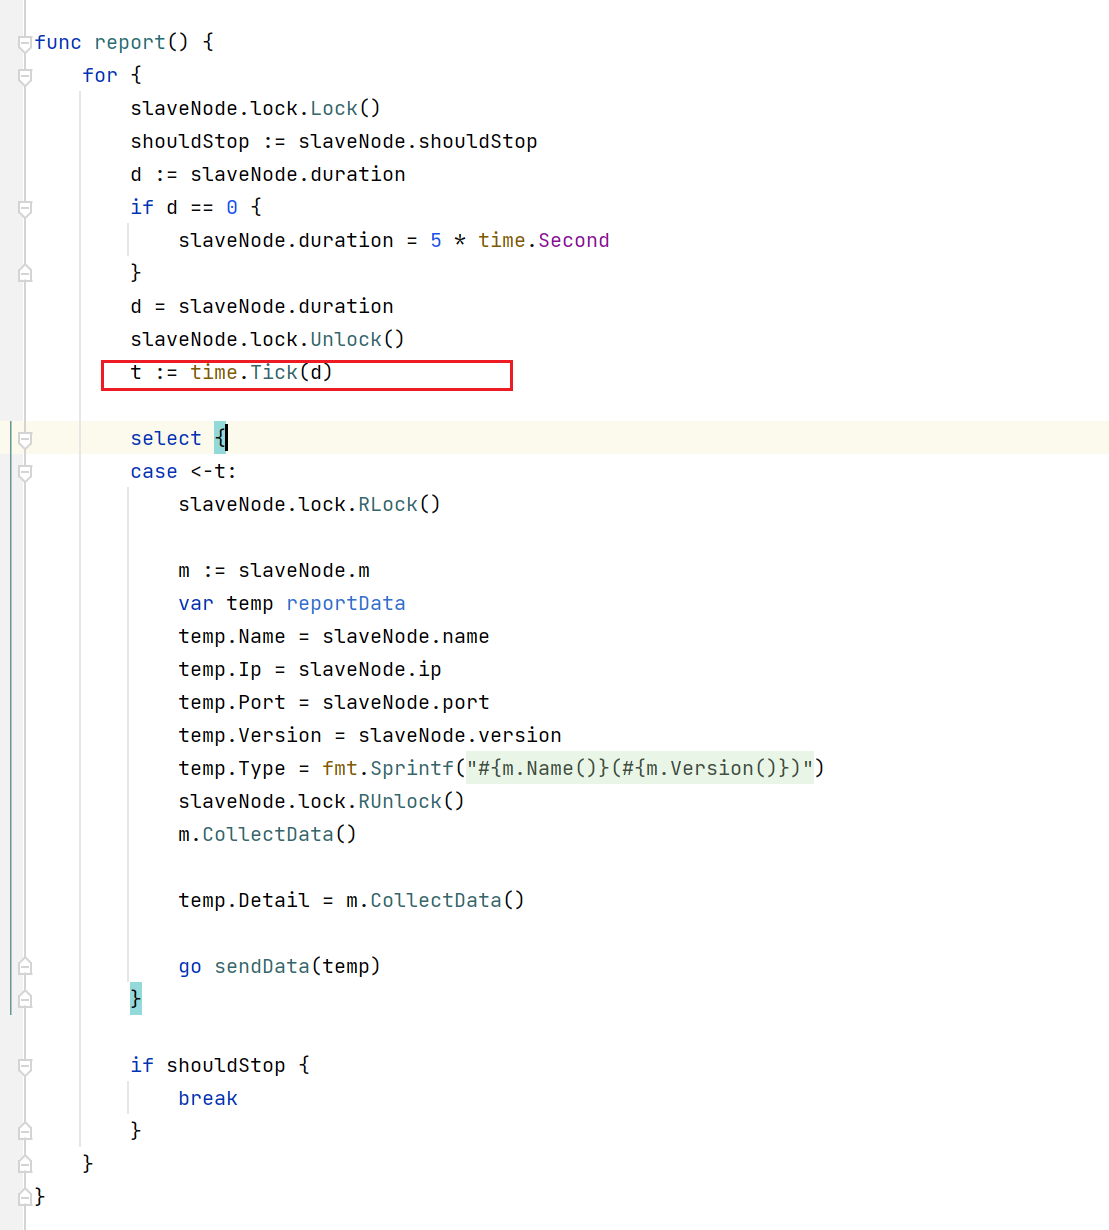 func report() {
for {
slaveNode.lock.Lock()
shouldStop := slaveNode.shouldStop
d := slaveNode.duration
if d == 0 {
slaveNode.duration = 5 * time.Second
}
d = slaveNode.duration
slaveNode.lock.Unlock()
t := time.Tick(d)
select {
case <-t:
slaveNode.lock.RLock()
m := slaveNode.m
var temp reportData
temp.Name = slaveNode.name
temp.Ip = slaveNode.ip
temp.Port = slaveNode.port
temp.Version = slaveNode.version
temp.Type = fmt.Sprintf("#{m.Name()}(#{m.Version()})")
slaveNode.lock.RUnlock()
m.CollectData()
temp.Detail = m.CollectData()
go sendData(temp)
}
if shouldStop {
break
}
}
}